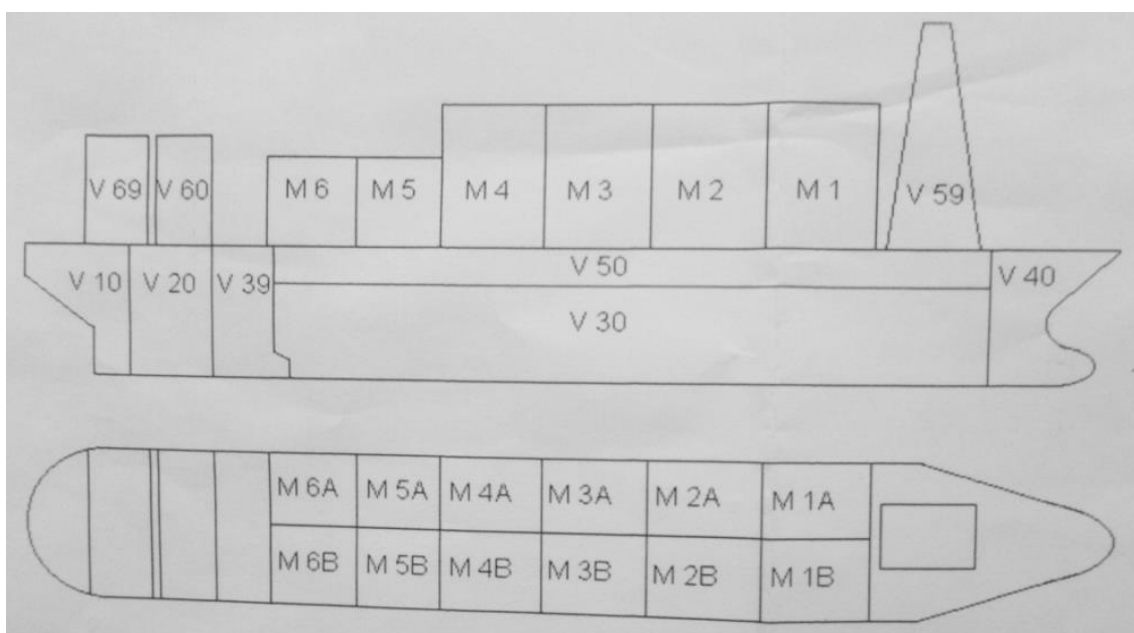 V 69 V 60 M 6 M 5 M 4 M 3 M 2 M 1 V 59
V 10 V 20 V 39 V 50 V 40
V 30
M 6A M 5A M 4A M 3A M 2A M 1A
M 6B M 5B M 4B M 3B M 2B M 1B